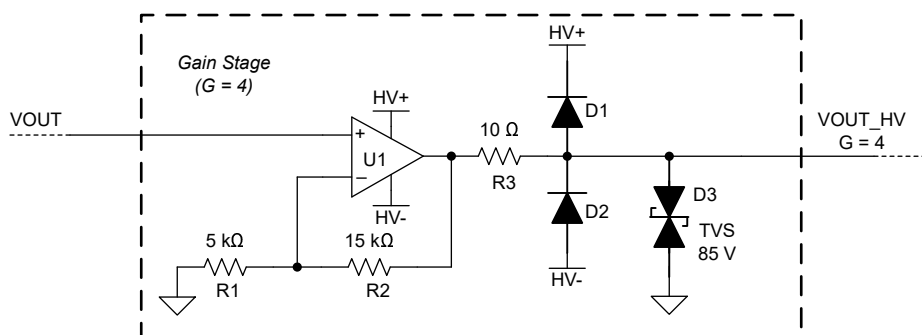 Gain Stage
(G = 4)
HV+
HV+
D1
VOUT
10 Ω
VOUT_HV
G = 4
+
U1
R3
−
D3
D2
HV-
TVS
85 V
5 kΩ
15 kΩ
HV-
R1
R2